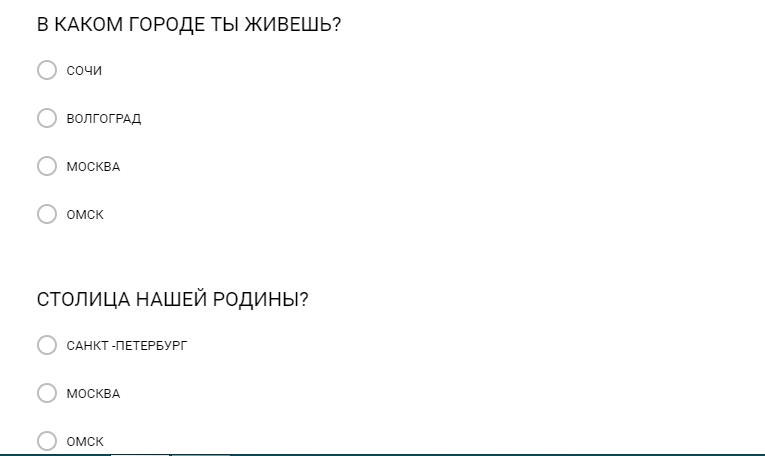 В КАКОМ ГОРОДЕ ТЫ ЖИВЕШЬ?
СОЧИ
ВОЛГОГРАД
МОСКВА
ОМСК
СТОЛИЦА НАШЕЙ РОДИНЫ?
САНКТ -ПЕТЕРБУРГ
МОСКВА
ОМСК